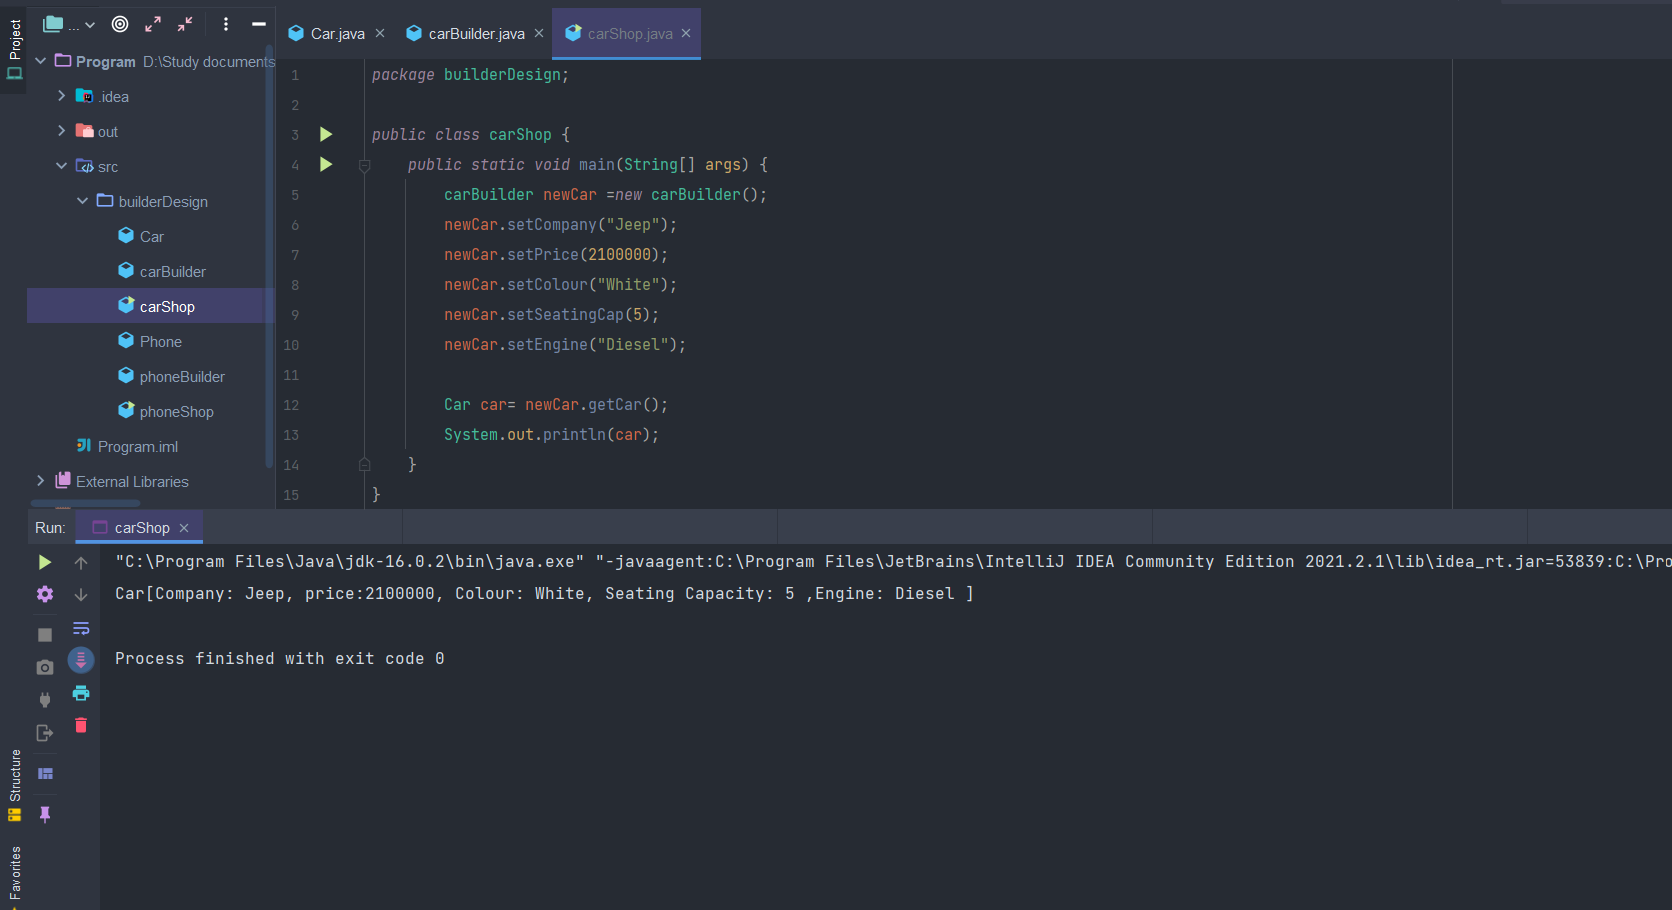 Project
...
Program D:\Study documents
.idea
out
src
builderDesign
Car
carBuilder
carShop
Phone
phoneBuilder
phoneShop
Program.iml
External Libraries
Car.java × carBuilder.java × carShop.java ×
1 package builderDesign;
2
3 public class carShop {
4 public static void main(String[] args) {
5 carBuilder newCar =new carBuilder();
6 newCar.setCompany("Jeep");
7 newCar.setPrice(2100000);
8 newCar.setColour("White");
9 newCar.setSeatingCap(5);
10 newCar.setEngine("Diesel");
11
12 Car car= newCar.getCar();
13 System.out.println(car);
14 }
15 }
Run: carShop ×
"C:\Program Files\Java\jdk-16.0.2\bin\java.exe" "-javaagent:C:\Program Files\JetBrains\IntelliJ IDEA Community Edition 2021.2.1\lib\idea_rt.jar=53839:C:\Pro
Car[Company: Jeep, price:2100000, Colour: White, Seating Capacity: 5 ,Engine: Diesel ]
Process finished with exit code 0
Structure
Favorites